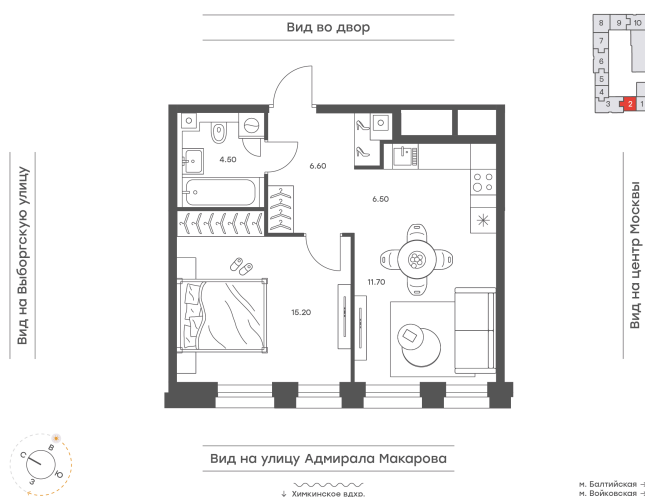 Вид во двор
8 9 10
7
6
5
4
3 2 1
4.50
6.60
6.50
Вид на Выборгскую улицу
Вид на центр Москвы
11.70
15.20
Вид на улицу Адмирала Макарова
С В Ю З
↓ Химкинское вдхр.
м. Балтийская
м. Войковская